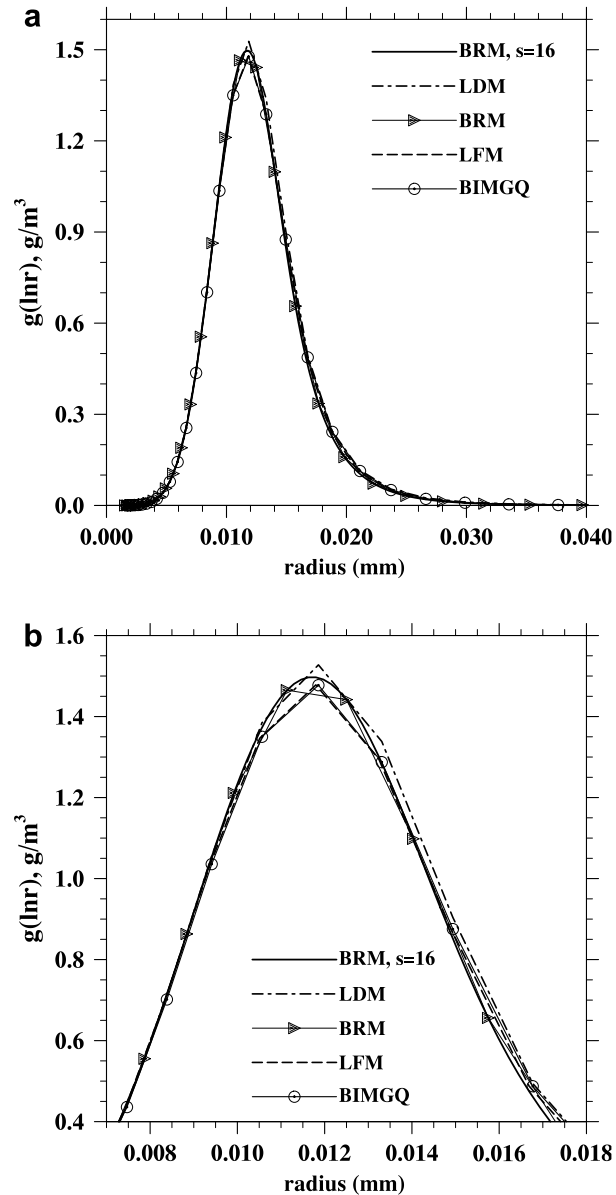 a
1.5
1.2
0.9
0.6
0.3
0.0
g(lnr), g/m³
BRM, s=16
LDM
BRM
LFM
BIMGQ
0.000 0.010 0.020 0.030 0.040
radius (mm)
b
1.6
1.4
1.2
1.0
0.8
0.6
0.4
g(lnr), g/m³
BRM, s=16
LDM
BRM
LFM
BIMGQ
0.008 0.010 0.012 0.014 0.016 0.018
radius (mm)